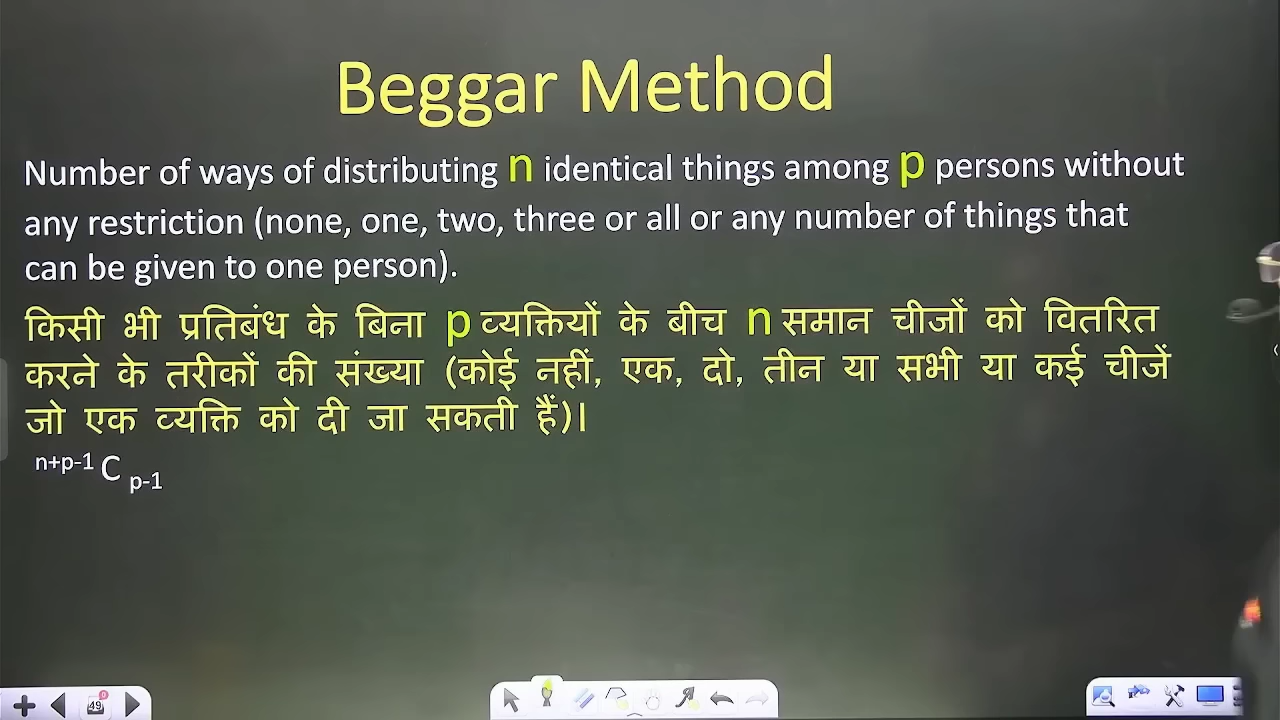 Beggar Method
Number of ways of distributing n identical things among p persons without
any restriction (none, one, two, three or all or any number of things that
can be given to one person).
किसी भी प्रतिबंध के बिना p व्यक्तियों के बीच n समान चीजों को वितरित
करने के तरीकों की संख्या (कोई नहीं, एक, दो, तीन या सभी या कई चीजें
जो एक व्यक्ति को दी जा सकती हैं)।
n+p-1 C p-1
49 0